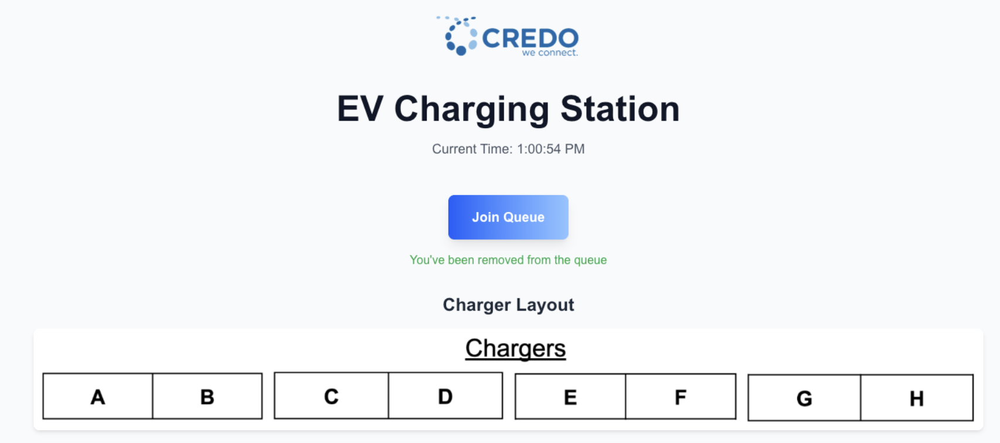 CREDO
we connect.
EV Charging Station
Current Time: 1:00:54 PM
Join Queue
You've been removed from the queue
Charger Layout
Chargers
A B C D E F G H